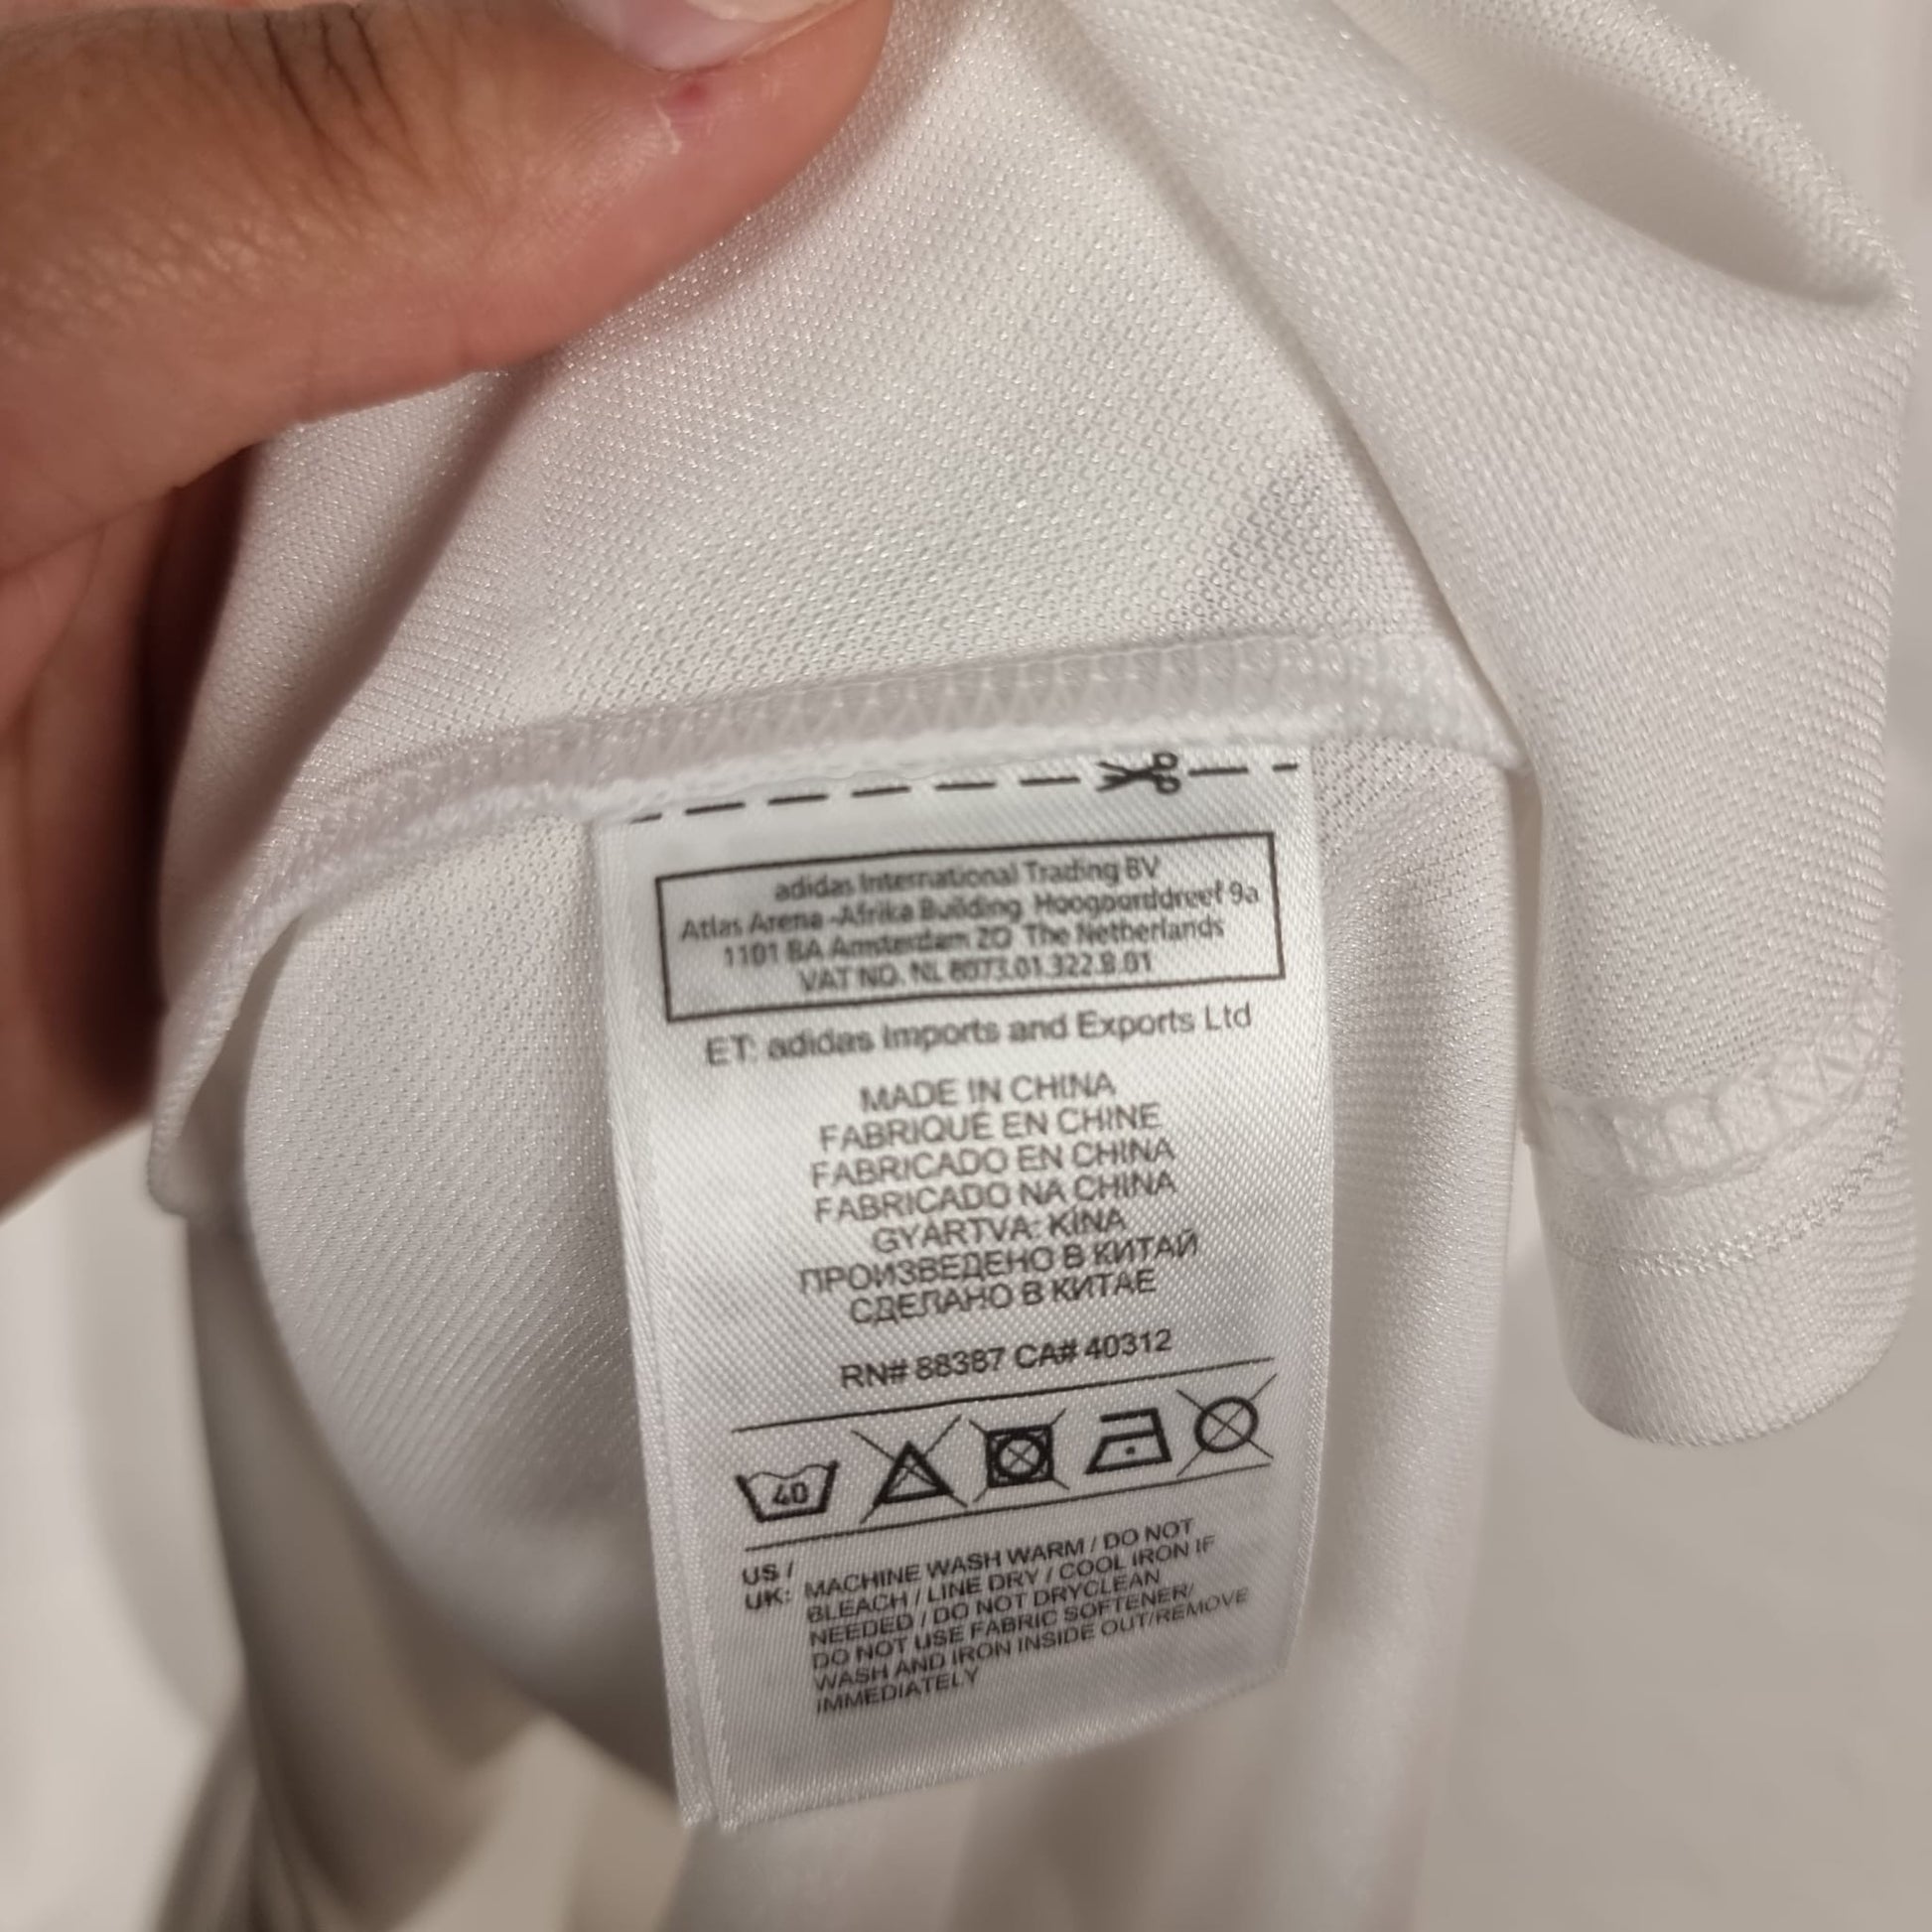 adidas International Trading BV
Atlas Arena -Afrika Building Hoogoorddreef 9a
1101 BA Amsterdam ZO The Netherlands
VAT NO. NL 8073.01.322.B.01
ET: adidas Imports and Exports Ltd
MADE IN CHINA
FABRIQUÉ EN CHINE
FABRICADO EN CHINA
FABRICADO NA CHINA
GYÁRTVA: KÍNA
ПРОИЗВЕДЕНО В КИТАЙ
СДЕЛАНО В КИТАЕ
RN# 88387 CA# 40312
40
US /
UK: MACHINE WASH WARM / DO NOT
BLEACH / LINE DRY / COOL IRON IF
NEEDED / DO NOT DRYCLEAN
DO NOT USE FABRIC SOFTENER/
WASH AND IRON INSIDE OUT/REMOVE
IMMEDIATELY